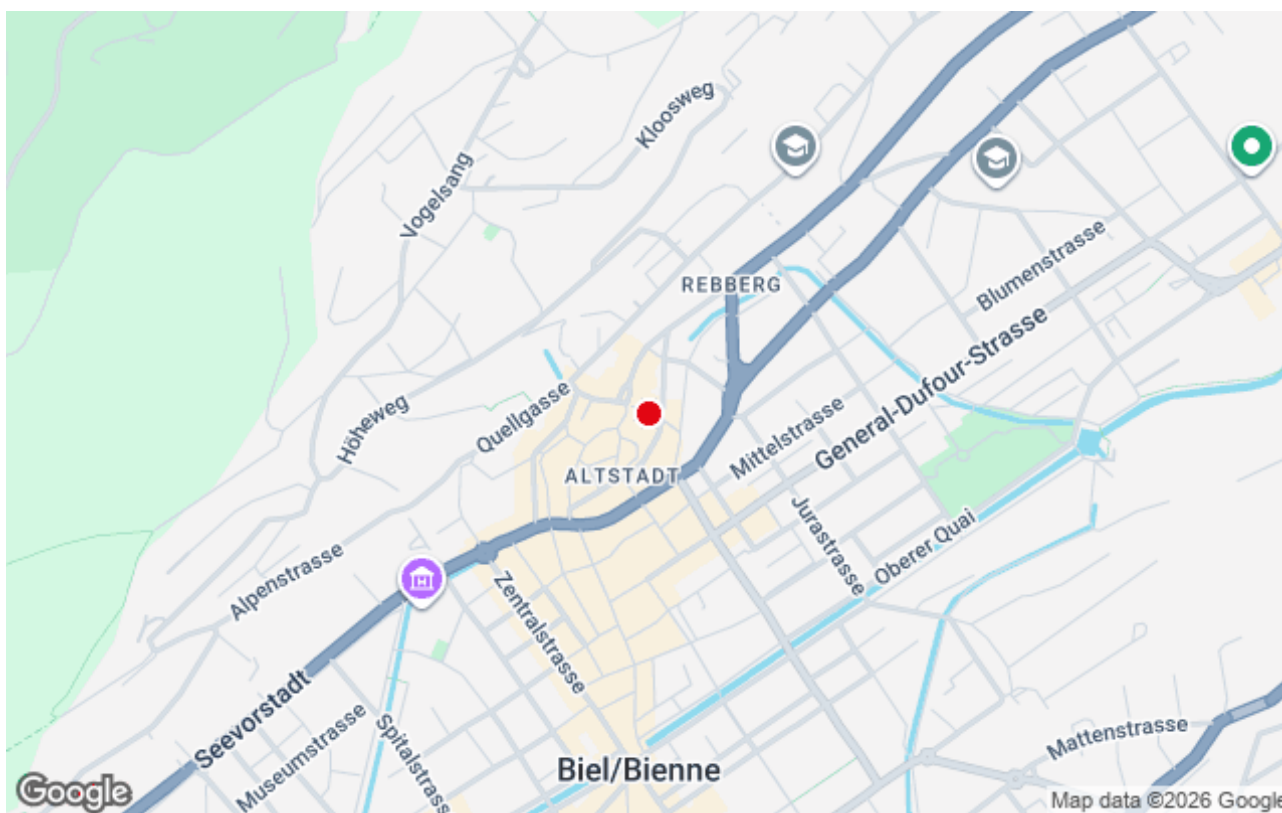 Kloosweg
Vogelsang
REBBERG
Blumenstrasse
General-Dufour-Strasse
Höheweg
Quellgasse
Mittelstrasse
ALTSTADT
Jurastrasse
Oberer Quai
Alpenstrasse
Zentralstrasse
Seevorstadt
Museumstrasse
Spitalstrass
Mattenstrasse
Biel/Bienne
Google
Map data ©2026 Google